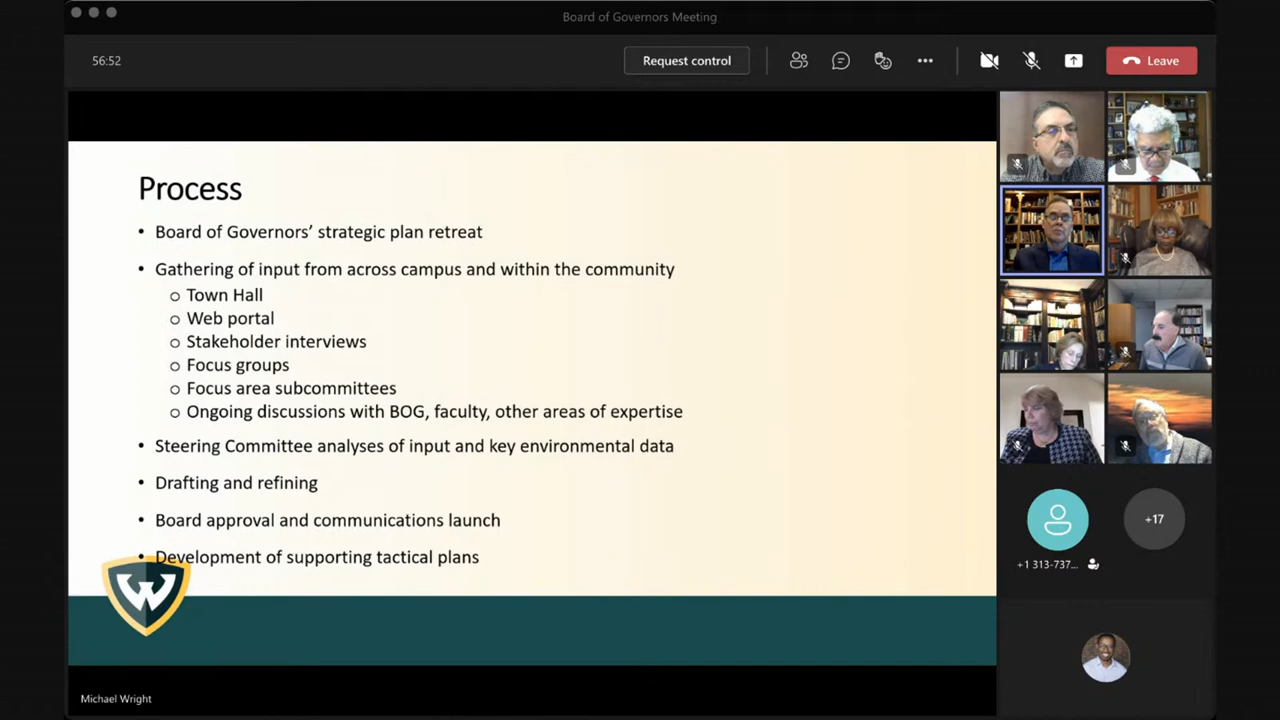 Board of Governors Meeting
56:52
Request control
Leave
Process
• Board of Governors’ strategic plan retreat
• Gathering of input from across campus and within the community
o Town Hall
o Web portal
o Stakeholder interviews
o Focus groups
o Focus area subcommittees
o Ongoing discussions with BOG, faculty, other areas of expertise
• Steering Committee analyses of input and key environmental data
• Drafting and refining
• Board approval and communications launch
• Development of supporting tactical plans
W
+17
+1 313-737...
Michael Wright